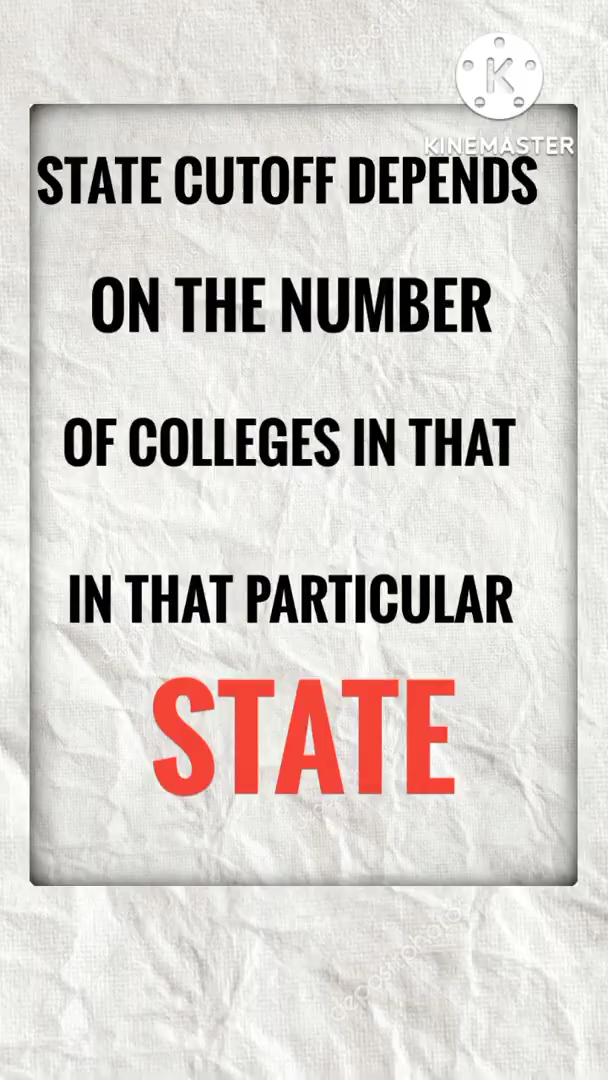 KINEMASTER
STATE CUTOFF DEPENDS
ON THE NUMBER
OF COLLEGES IN THAT
IN THAT PARTICULAR
STATE